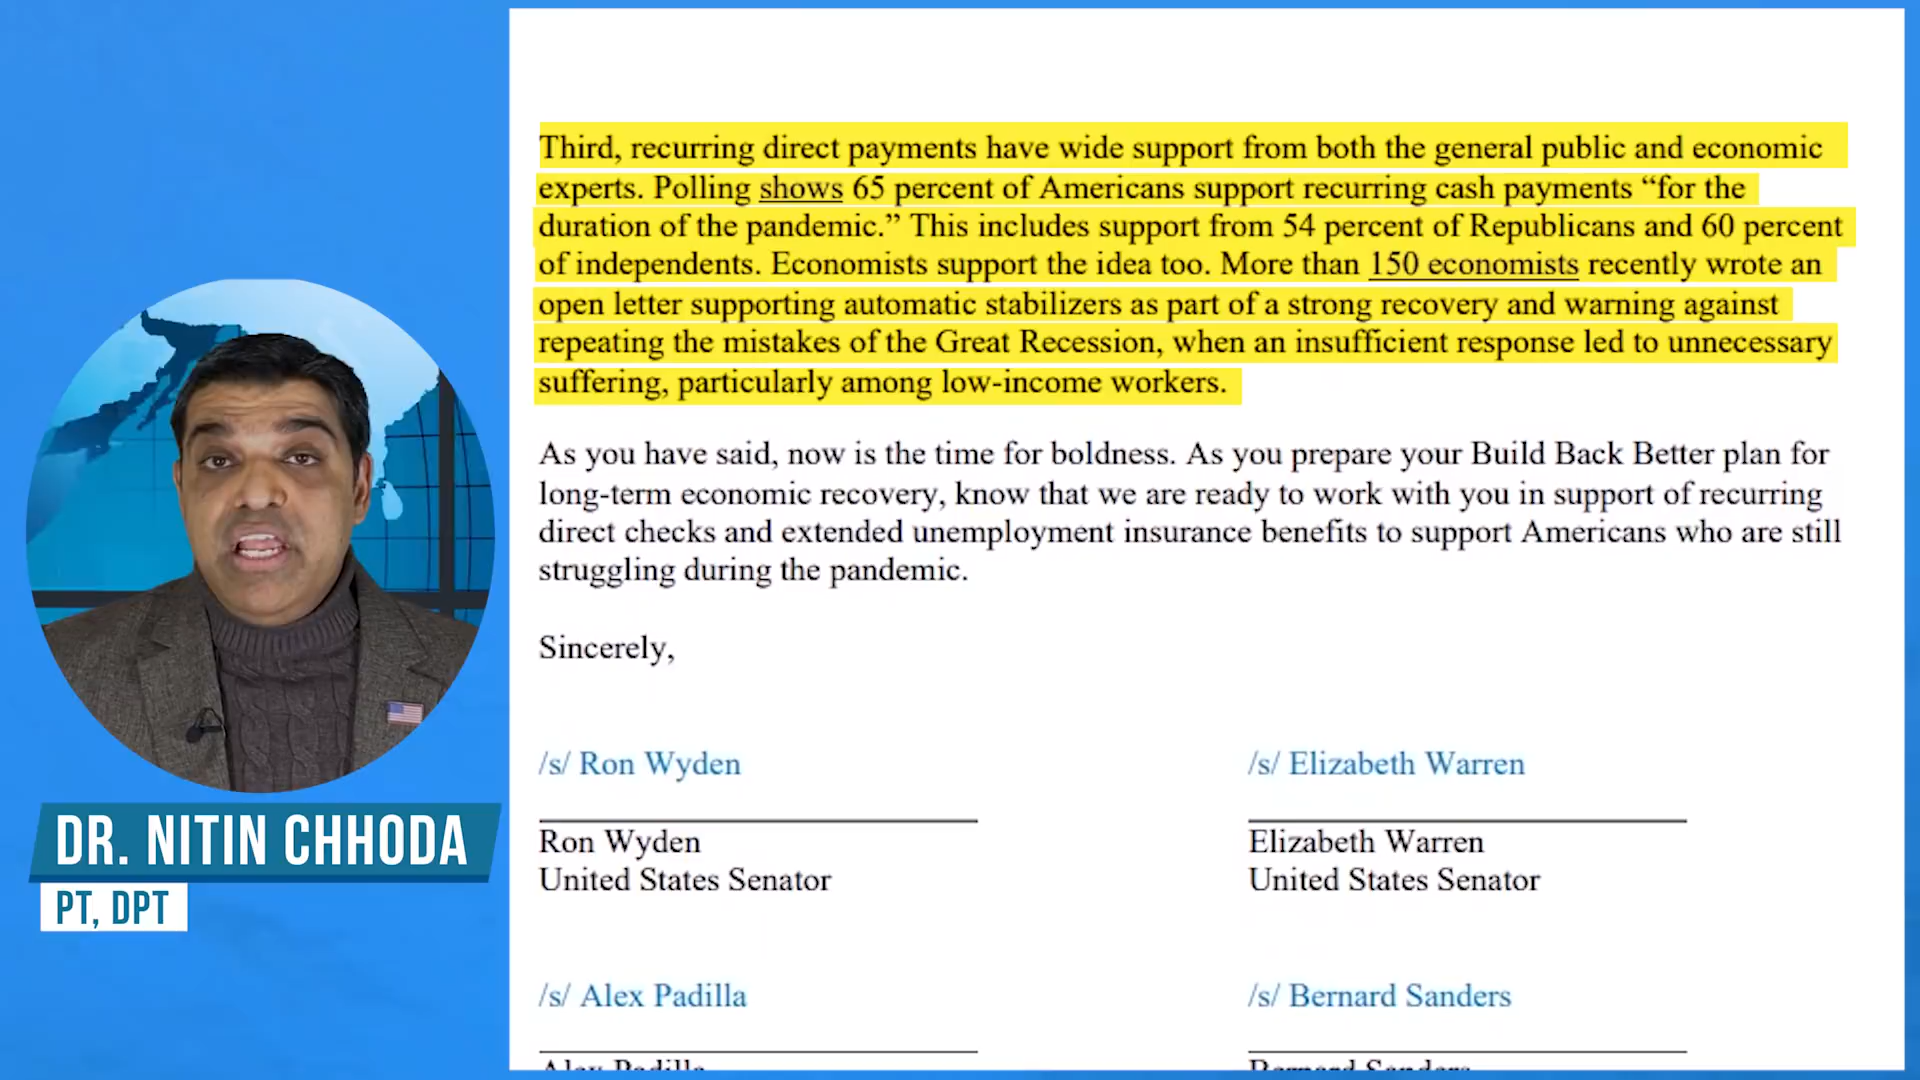 Third, recurring direct payments have wide support from both the general public and economic
experts. Polling shows 65 percent of Americans support recurring cash payments “for the
duration of the pandemic.” This includes support from 54 percent of Republicans and 60 percent
of independents. Economists support the idea too. More than 150 economists recently wrote an
open letter supporting automatic stabilizers as part of a strong recovery and warning against
repeating the mistakes of the Great Recession, when an insufficient response led to unnecessary
suffering, particularly among low-income workers.
As you have said, now is the time for boldness. As you prepare your Build Back Better plan for
long-term economic recovery, know that we are ready to work with you in support of recurring
direct checks and extended unemployment insurance benefits to support Americans who are still
struggling during the pandemic.
Sincerely,
/s/ Ron Wyden
/s/ Elizabeth Warren
Ron Wyden
United States Senator
Elizabeth Warren
United States Senator
/s/ Alex Padilla
/s/ Bernard Sanders
Alex Padilla
Bernard Sanders
DR. NITIN CHHODA
PT, DPT